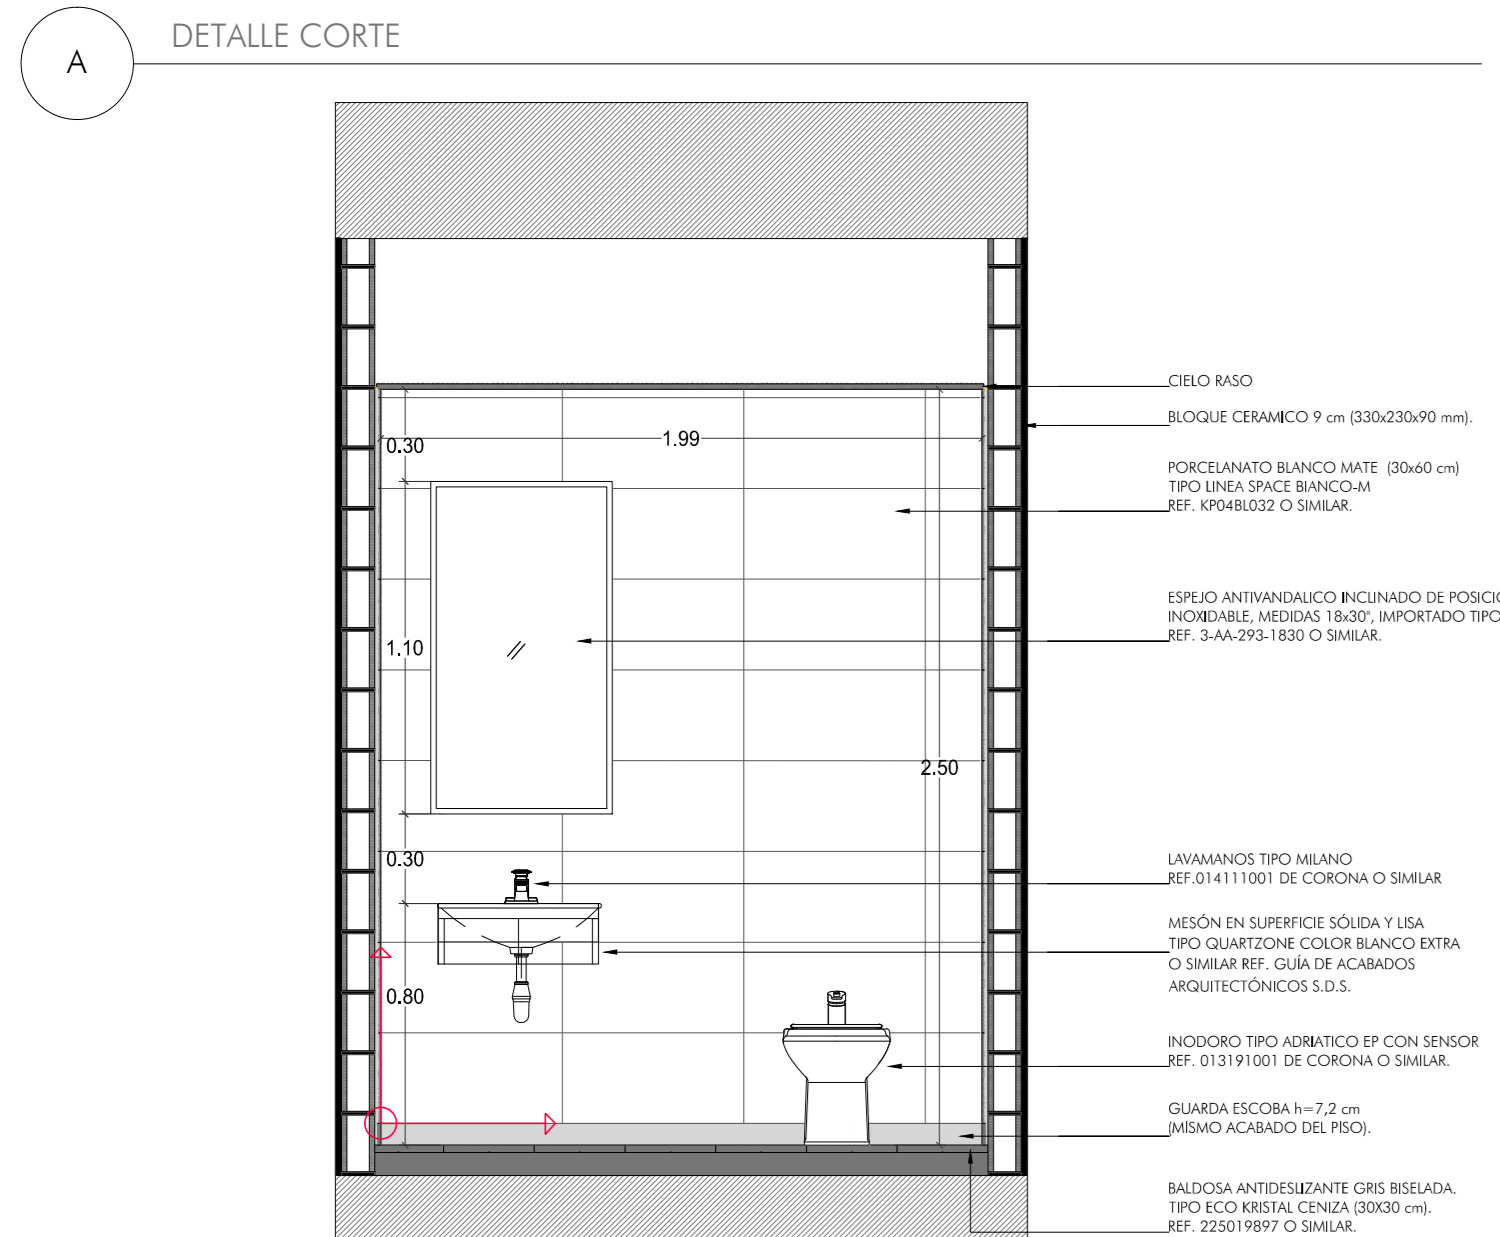 A
DETALLE CORTE
CIELO RASO
BLOQUE CERAMICO 9 cm (330x230x90 mm).
0.30
1.99
PORCELANATO BLANCO MATE (30x60 cm)
TIPO LINEA SPACE BIANCO-M
REF. KP04BL032 O SIMILAR.
ESPEJO ANTIVANDALICO INCLINADO DE POSICI
INOXIDABLE, MEDIDAS 18x30", IMPORTADO TIPO
REF. 3-AA-293-1830 O SIMILAR.
1.10
2.50
0.30
LAVAMANOS TIPO MILANO
REF.014111001 DE CORONA O SIMILAR
MESÓN EN SUPERFICIE SÓLIDA Y LISA
TIPO QUARTZONE COLOR BLANCO EXTRA
O SIMILAR REF. GUÍA DE ACABADOS
ARQUITECTÓNICOS S.D.S.
0.80
INODORO TIPO ADRIATICO EP CON SENSOR
REF. 013191001 DE CORONA O SIMILAR.
GUARDA ESCOBA h=7,2 cm
(MISMO ACABADO DEL PISO).
BALDOSA ANTIDESLIZANTE GRIS BISELADA.
TIPO ECO KRISTAL CENIZA (30X30 cm).
REF. 225019897 O SIMILAR.